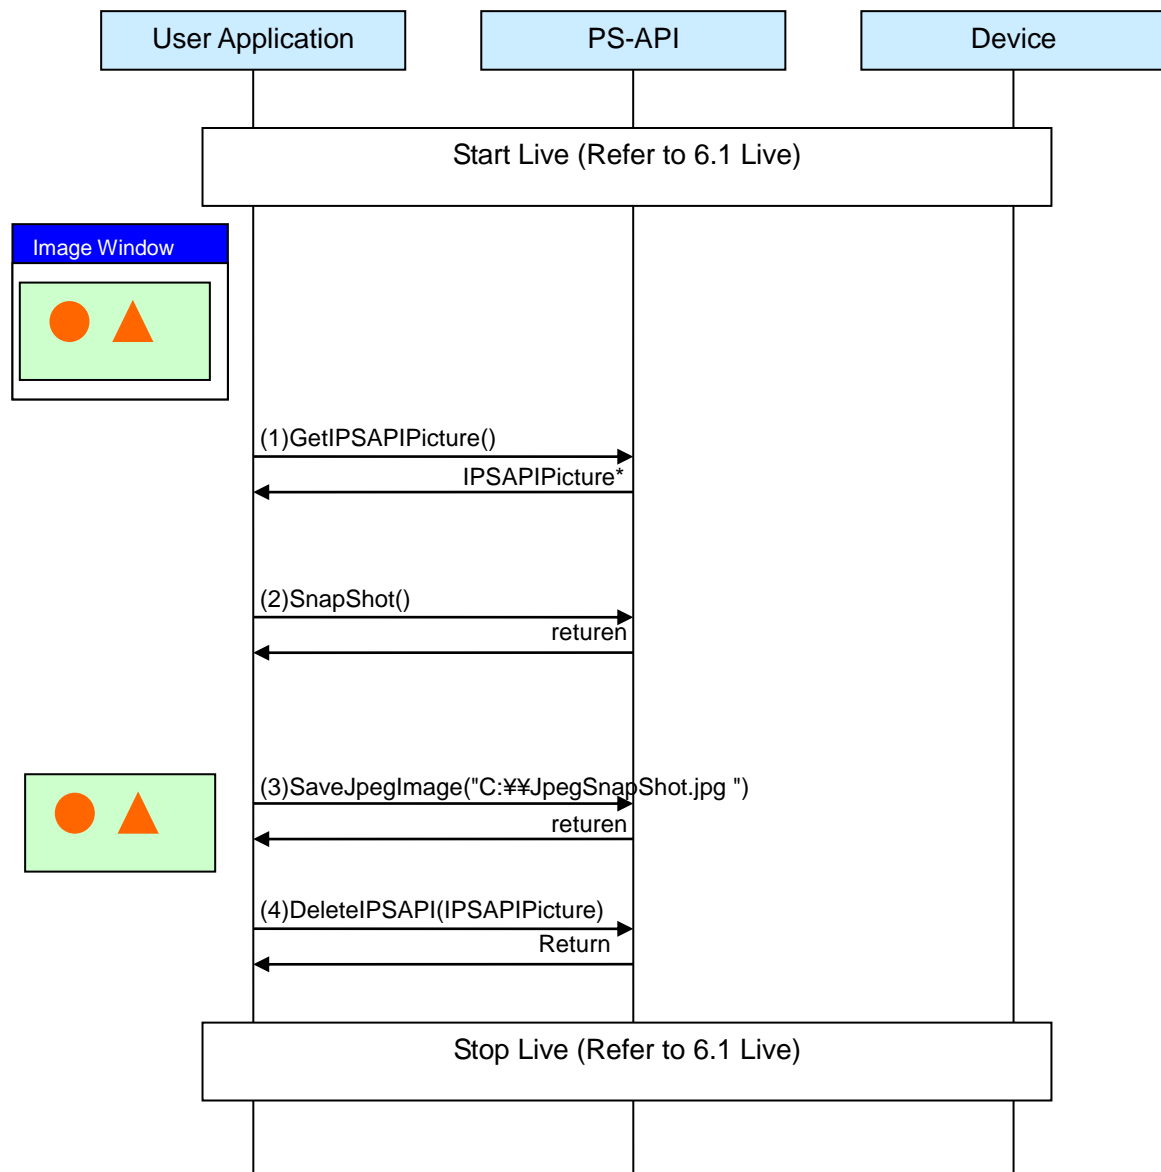 User Application
PS-API
Device
Start Live (Refer to 6.1 Live)
Image Window
(1)GetIPSAPIPicture()
IPSAPIPicture*
(2)SnapShot()
returen
(3)SaveJpegImage("C:¥¥JpegSnapShot.jpg ")
returen
(4)DeleteIPSAPI(IPSAPIPicture)
Return
Stop Live (Refer to 6.1 Live)